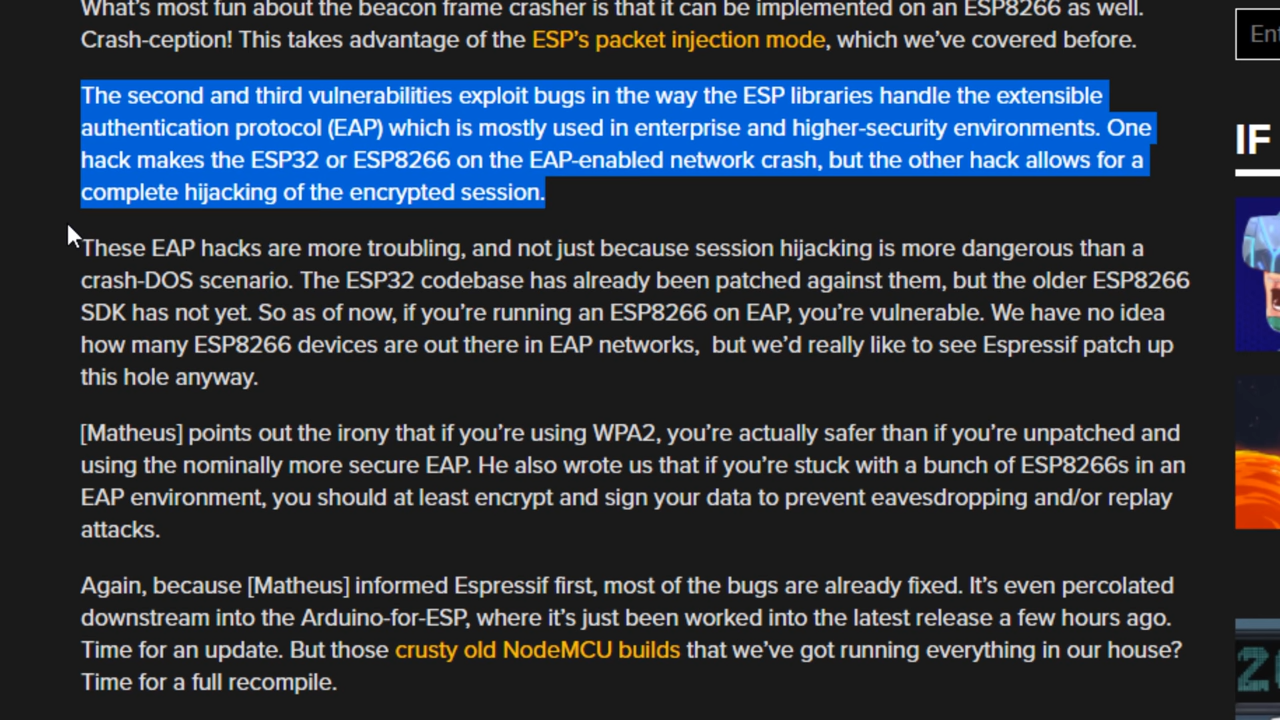 What's most fun about the beacon frame crasher is that it can be implemented on an ESP8266 as well.
Crash-ception! This takes advantage of the ESP's packet injection mode, which we've covered before.
The second and third vulnerabilities exploit bugs in the way the ESP libraries handle the extensible
authentication protocol (EAP) which is mostly used in enterprise and higher-security environments. One
hack makes the ESP32 or ESP8266 on the EAP-enabled network crash, but the other hack allows for a
complete hijacking of the encrypted session.
These EAP hacks are more troubling, and not just because session hijacking is more dangerous than a
crash-DOS scenario. The ESP32 codebase has already been patched against them, but the older ESP8266
SDK has not yet. So as of now, if you're running an ESP8266 on EAP, you're vulnerable. We have no idea
how many ESP8266 devices are out there in EAP networks,  but we'd really like to see Espressif patch up
this hole anyway.
[Matheus] points out the irony that if you're using WPA2, you're actually safer than if you're unpatched and
using the nominally more secure EAP. He also wrote us that if you're stuck with a bunch of ESP8266s in an
EAP environment, you should at least encrypt and sign your data to prevent eavesdropping and/or replay
attacks.
Again, because [Matheus] informed Espressif first, most of the bugs are already fixed. It's even percolated
downstream into the Arduino-for-ESP, where it's just been worked into the latest release a few hours ago.
Time for an update. But those crusty old NodeMCU builds that we've got running everything in our house?
Time for a full recompile.
IF